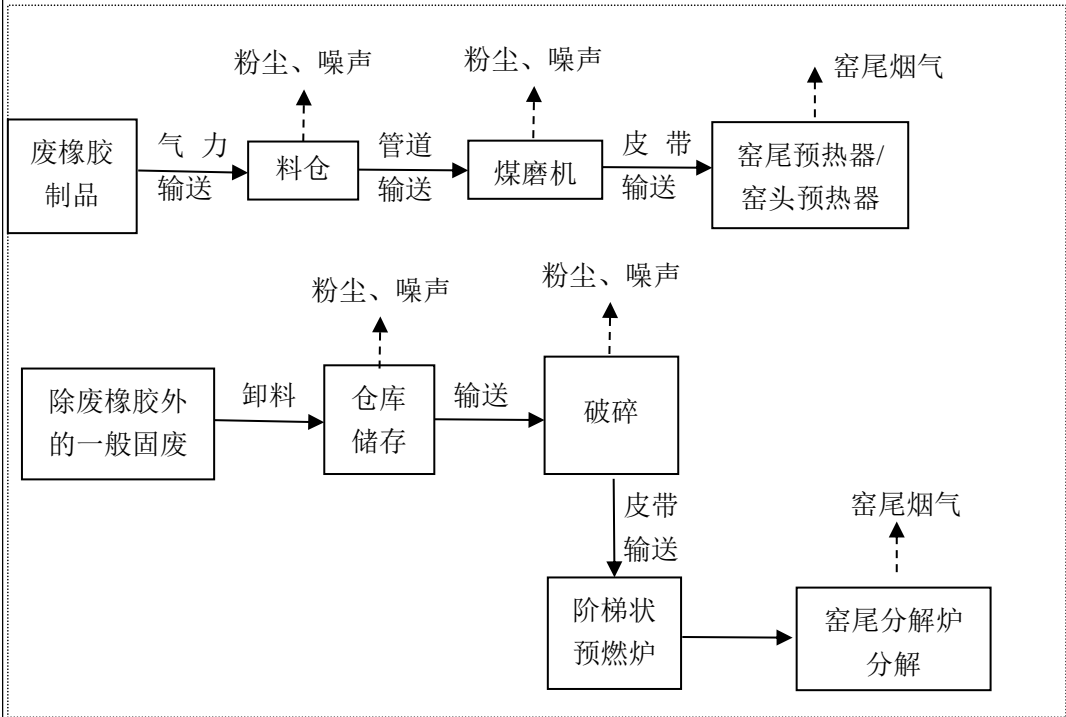 粉尘、噪声
粉尘、噪声
窑尾烟气
废橡胶
制品
气 力
输送
料仓
管道
输送
煤磨机
皮 带
输送
窑尾预热器/
窑头预热器
粉尘、噪声
粉尘、噪声
除废橡胶外
的一般固废
卸料
仓库
储存
输送
破碎
皮带
输送
窑尾烟气
阶梯状
预燃炉
窑尾分解炉
分解